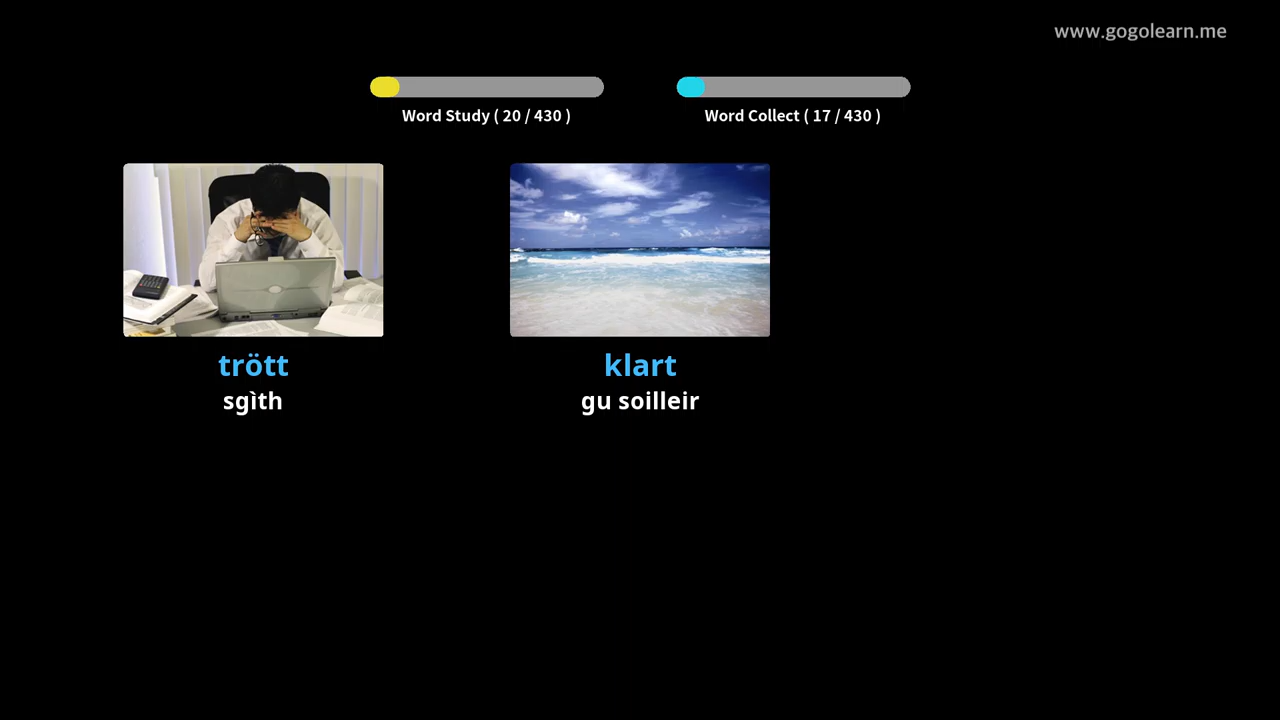 www.gogolearn.me
Word Study ( 20 / 430 )
Word Collect ( 17 / 430 )
trött
sgìth
klart
gu soilleir